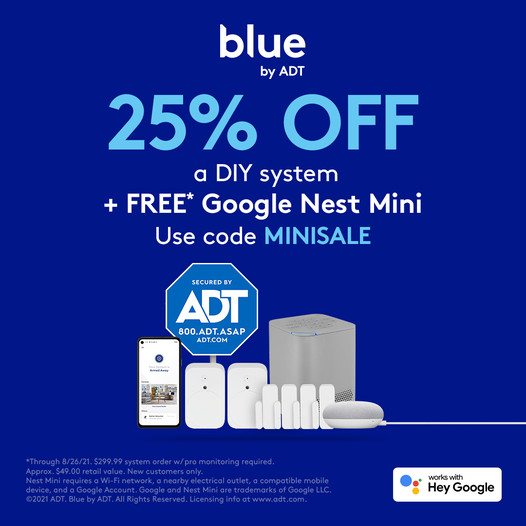 blue
by ADT
25% OFF
a DIY system
+ FREE* Google Nest Mini
Use code MINISALE
SECURED BY
ADT
800.ADT.ASAP
ADT.COM
*Through 8/26/21. $299.99 system order w/pro monitoring required.
Approx. $49.00 retail value. New customers only.
Nest Mini requires a Wi-Fi network, a nearby electrical outlet, a compatible mobile
device, and a Google Account. Google and Nest Mini are trademarks of Google LLC.
©2021 ADT. Blue by ADT. All Rights Reserved. Licensing info at www.adt.com.
works with
Hey Google